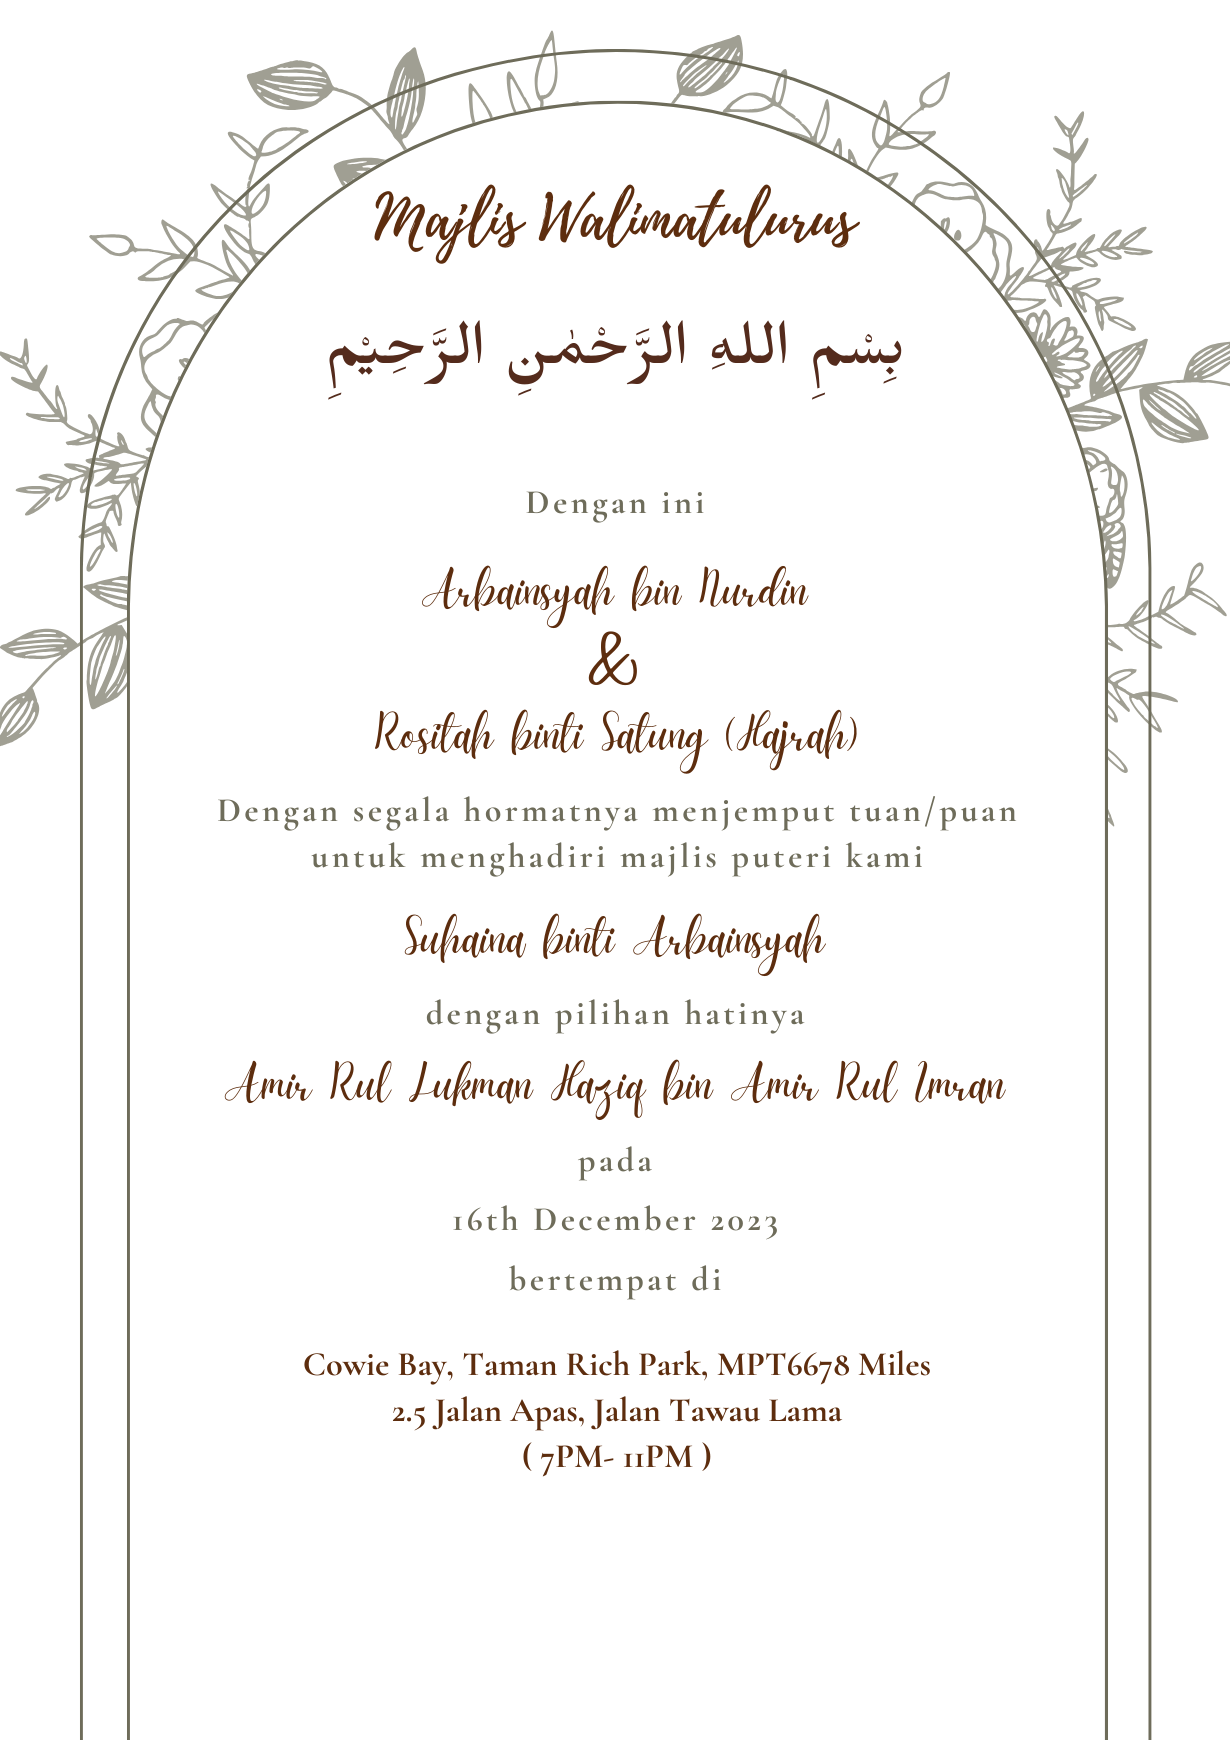 Majlis Walimatulurus
بِسْمِ اللهِ الرَّحْمٰنِ الرَّحِيْمِ
Dengan ini
Arbainsyah bin Nurdin
&
Rositah binti Satung (Hajrah)
Dengan segala hormatnya menjemput tuan/puan
untuk menghadiri majlis puteri kami
Suhaina binti Arbainsyah
dengan pilihan hatinya
Amir Rul Lukman Haziq bin Amir Rul Imran
pada
16th December 2023
bertempat di
Cowie Bay, Taman Rich Park, MPT6678 Miles
2.5 Jalan Apas, Jalan Tawau Lama
( 7PM- 11PM )